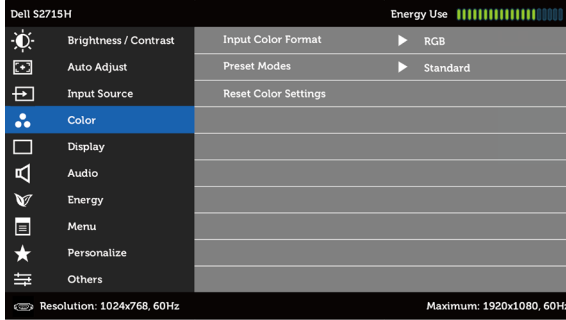 Dell S2715H Energy Use
Brightness / Contrast Input Color Format RGB
Auto Adjust Preset Modes Standard
Input Source Reset Color Settings
Color
Display
Audio
Energy
Menu
Personalize
Others
Resolution: 1024x768, 60Hz Maximum: 1920x1080, 60Hz